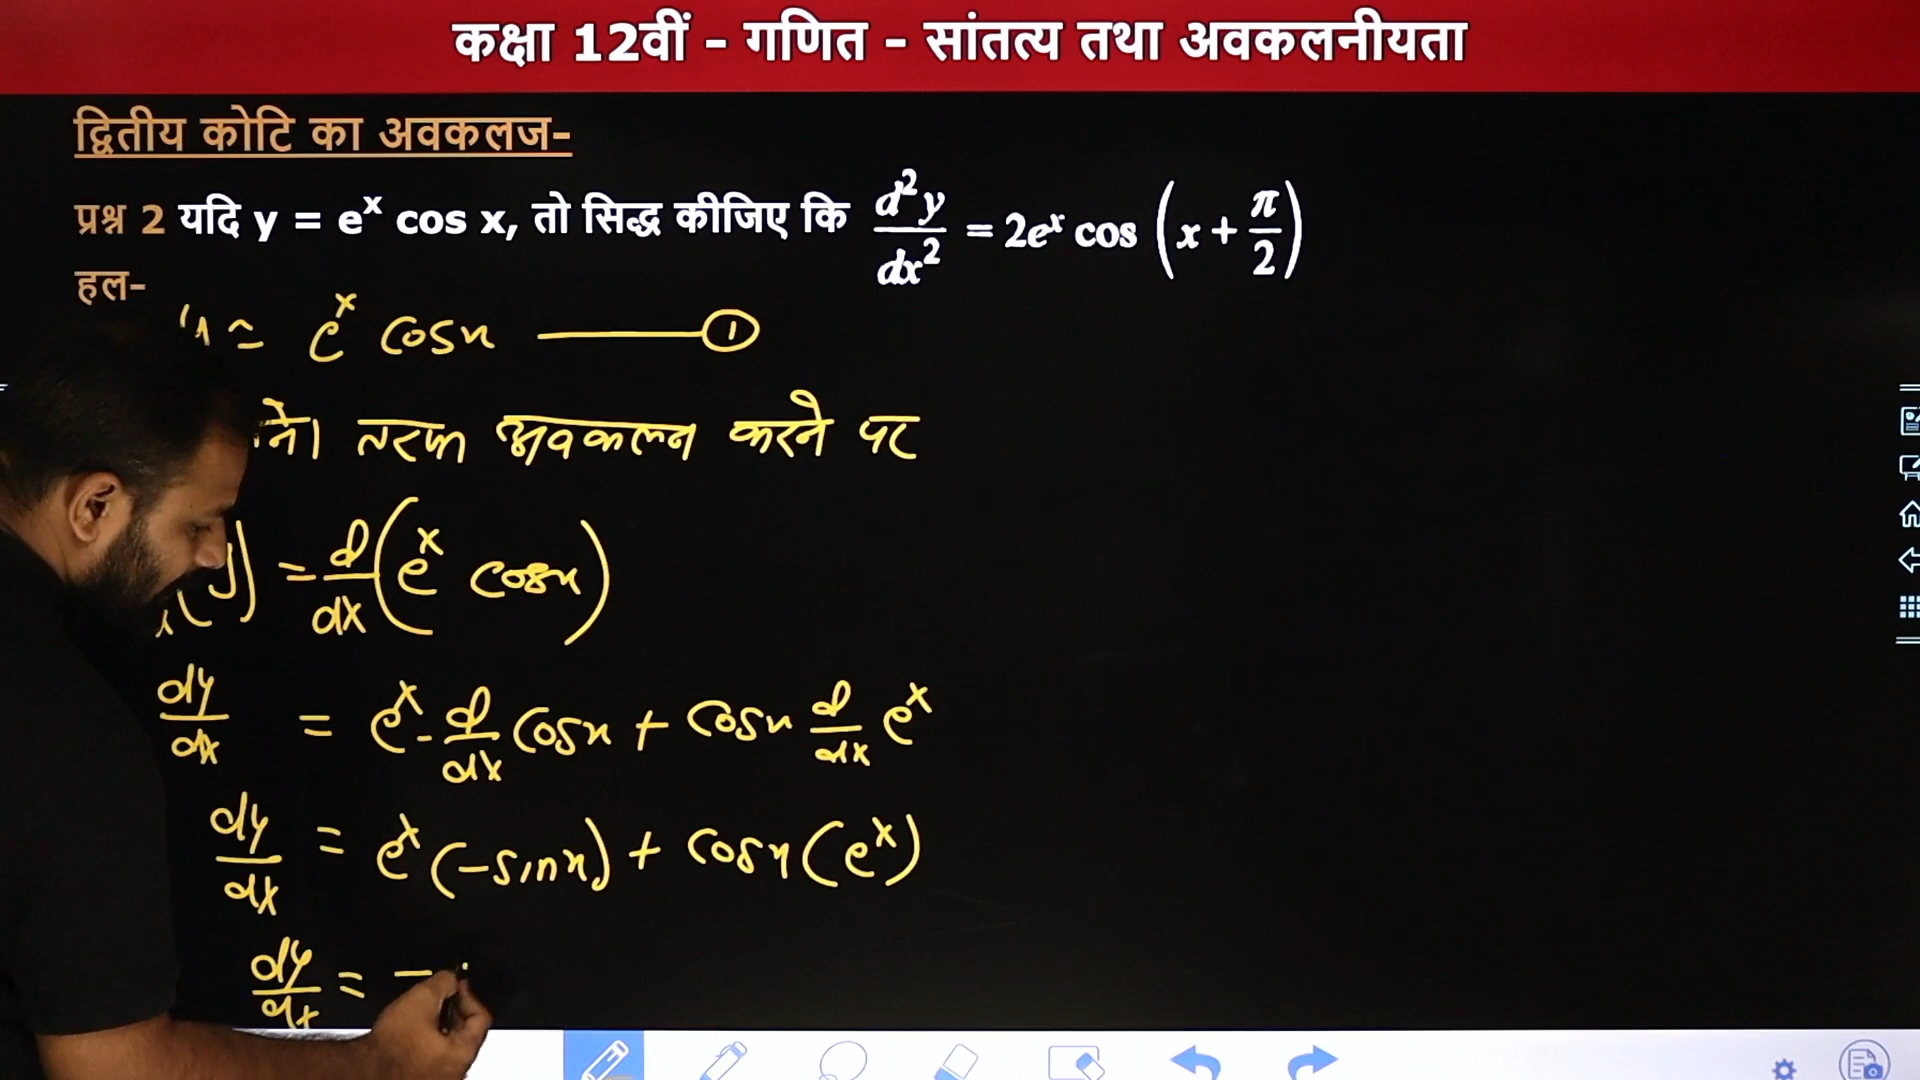 कक्षा 12वीं - गणित - सांतत्य तथा अवकलनीयता
द्वितीय कोटि का अवकलज-
प्रश्न 2 यदि y = eˣ cos x, तो सिद्ध कीजिए कि d²y/dx² = 2eˣ cos (x + π/2)
हल-
= eˣ cosx ——— ①
तरफ अवकलन करने पर
) = d/dx (eˣ cosx)
dy/dx = eˣ - d/dx cosx + cosx d/dx eˣ
dy/dx = eˣ (-sinx) + cosx (eˣ)
dy/dx = -